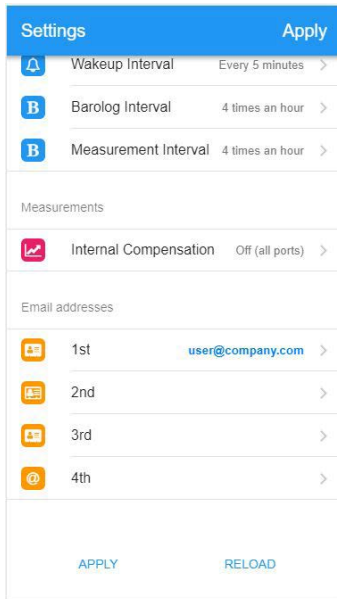 Settings Apply
Wakeup Interval Every 5 minutes
B Barolog Interval 4 times an hour
B Measurement Interval 4 times an hour
Measurements
Internal Compensation Off (all ports)
Email addresses
1st user@company.com
2nd
3rd
@ 4th
APPLY RELOAD